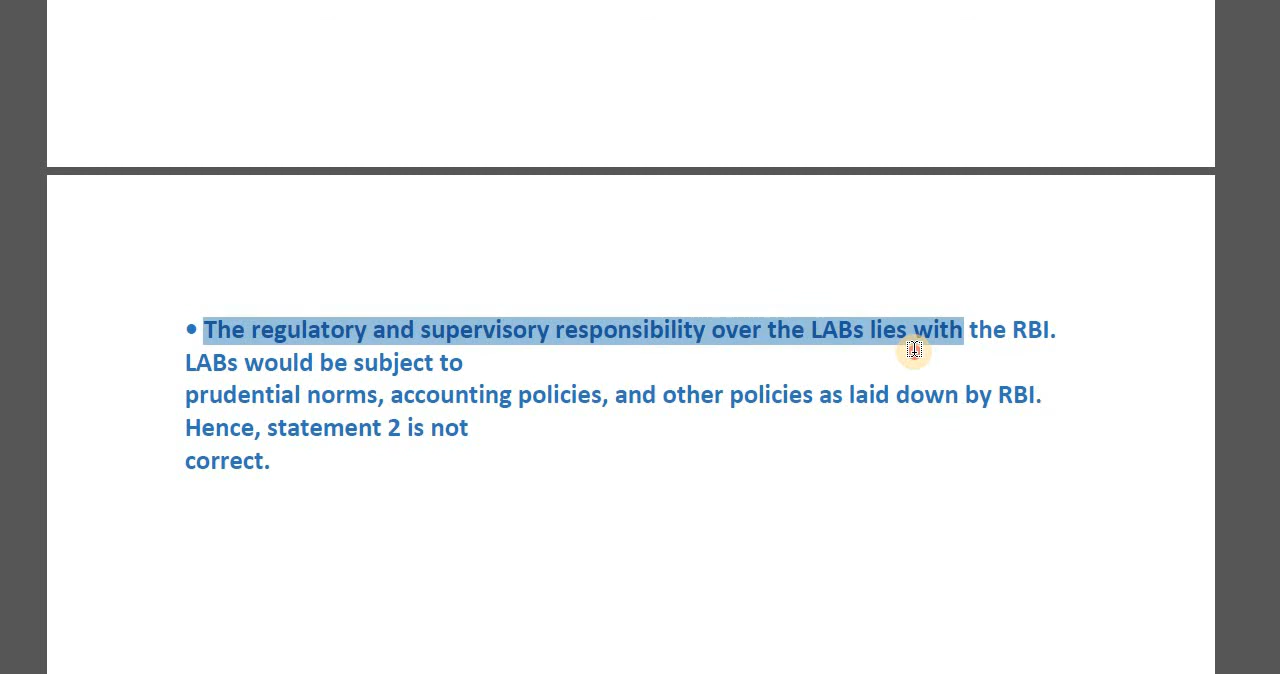 • The regulatory and supervisory responsibility over the LABs lies with the RBI.
LABs would be subject to
prudential norms, accounting policies, and other policies as laid down by RBI.
Hence, statement 2 is not
correct.